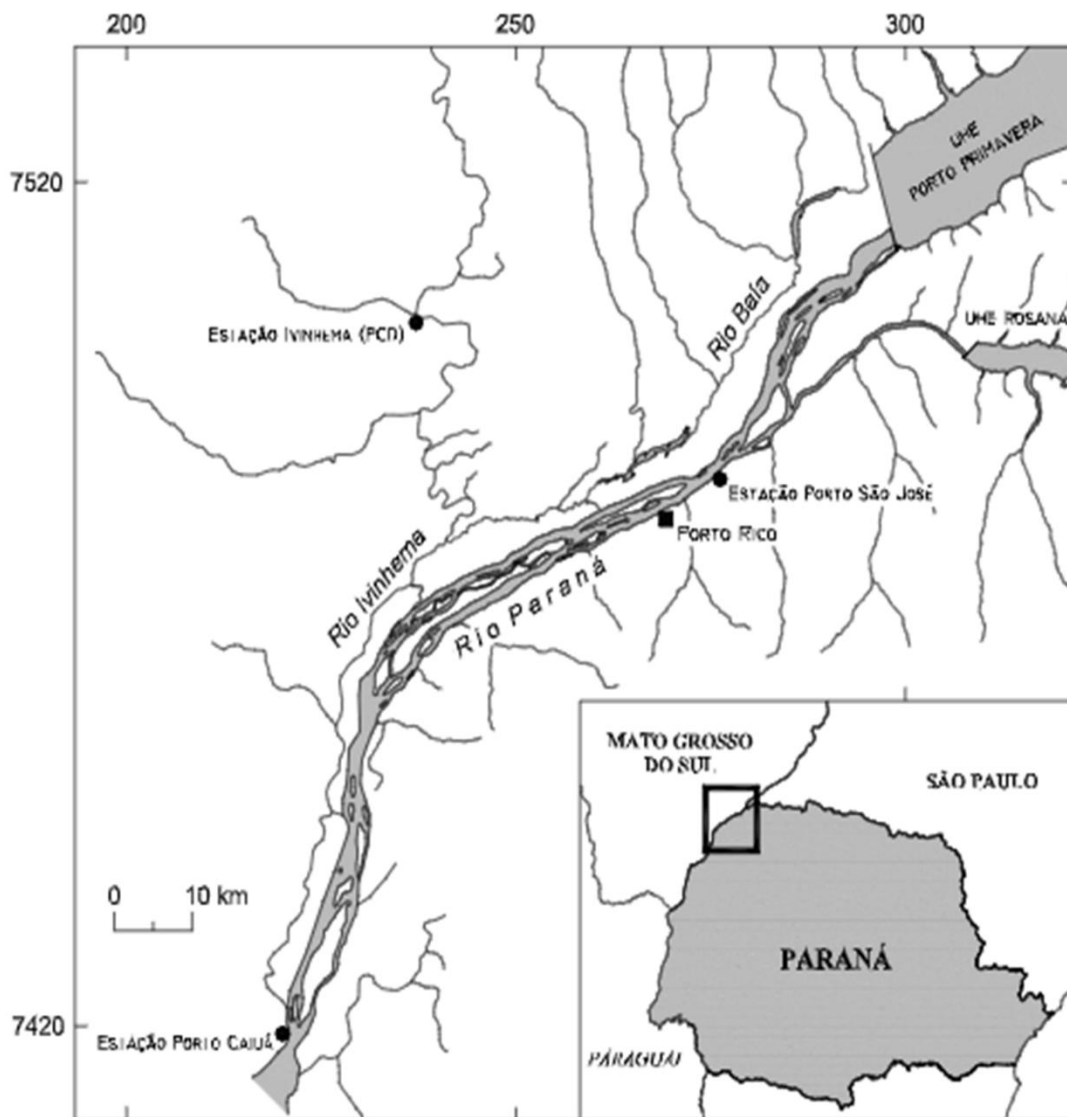 200 250 300
UHE
PORTO PRIMAVERA
7520
UHE ROSANA
ESTAÇÃO IVINHEMA (PCD)
Rio Baía
ESTAÇÃO PORTO SÃO JOSÉ
PORTO RICO
Rio Ivinhema
Rio Paraná
MATO GROSSO
DO SUL
SÃO PAULO
0 10 km
PARANÁ
7420
ESTAÇÃO PORTO CAIUÁ
PÁRAGUAI